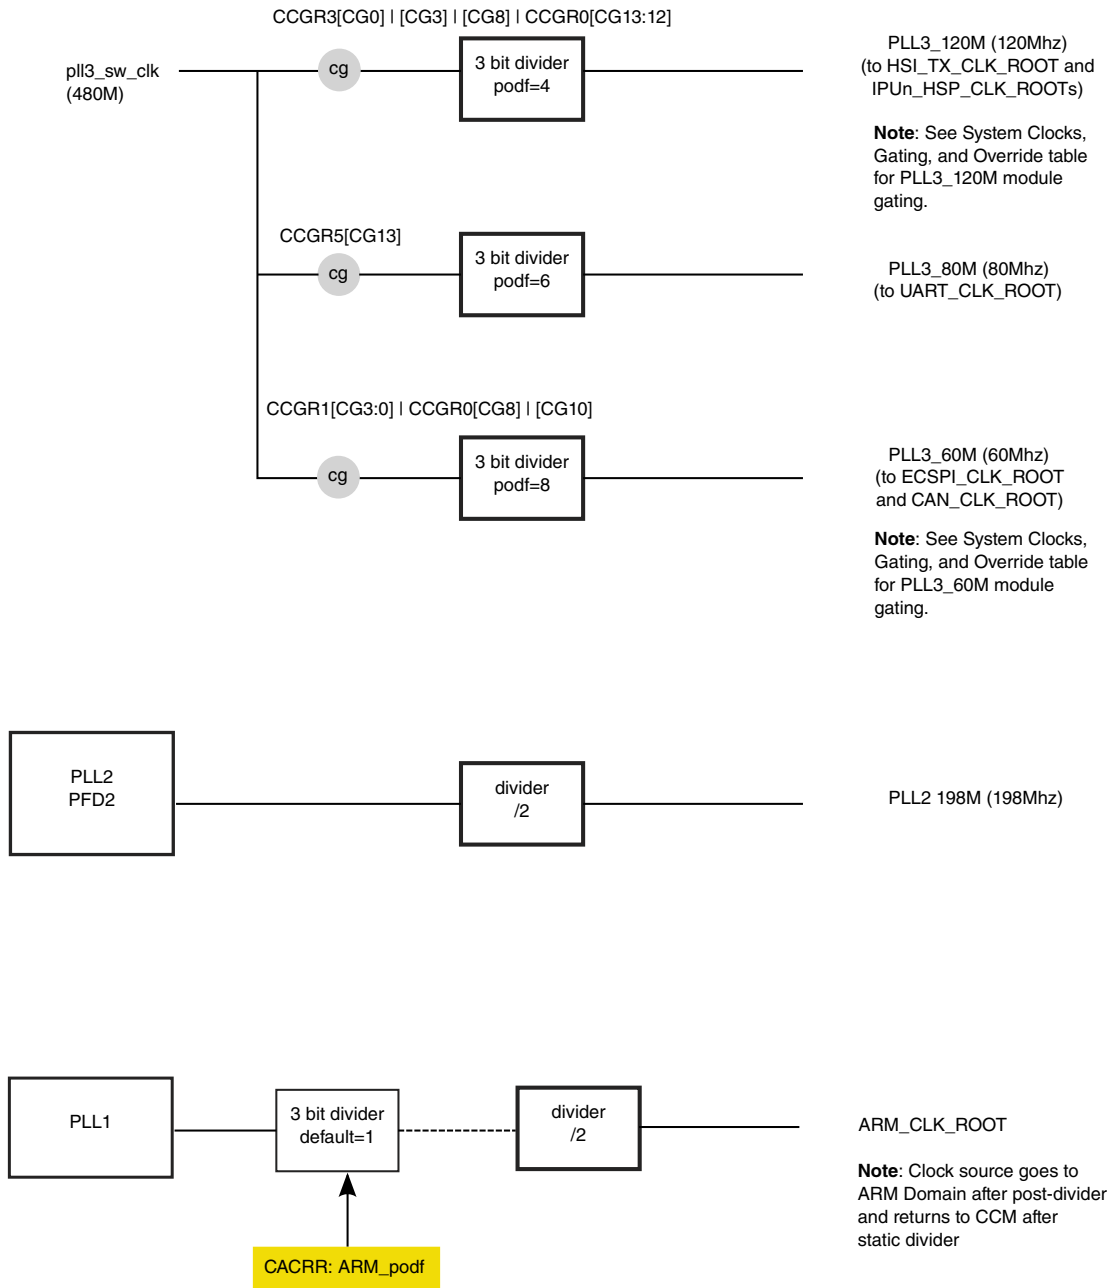 CCGR3[CG0] | [CG3] | [CG8] | CCGR0[CG13:12]
pll3_sw_clk
(480M)
cg
3 bit divider
podf=4
PLL3_120M (120Mhz)
(to HSI_TX_CLK_ROOT and
IPUn_HSP_CLK_ROOTs)
Note: See System Clocks,
Gating, and Override table
for PLL3_120M module
gating.
CCGR5[CG13]
cg
3 bit divider
podf=6
PLL3_80M (80Mhz)
(to UART_CLK_ROOT)
CCGR1[CG3:0] | CCGR0[CG8] | [CG10]
cg
3 bit divider
podf=8
PLL3_60M (60Mhz)
(to ECSPI_CLK_ROOT
and CAN_CLK_ROOT)
Note: See System Clocks,
Gating, and Override table
for PLL3_60M module
gating.
PLL2
PFD2
divider
/2
PLL2 198M (198Mhz)
PLL1
3 bit divider
default=1
divider
/2
ARM_CLK_ROOT
Note: Clock source goes to
ARM Domain after post-divider
and returns to CCM after
static divider
CACRR: ARM_podf